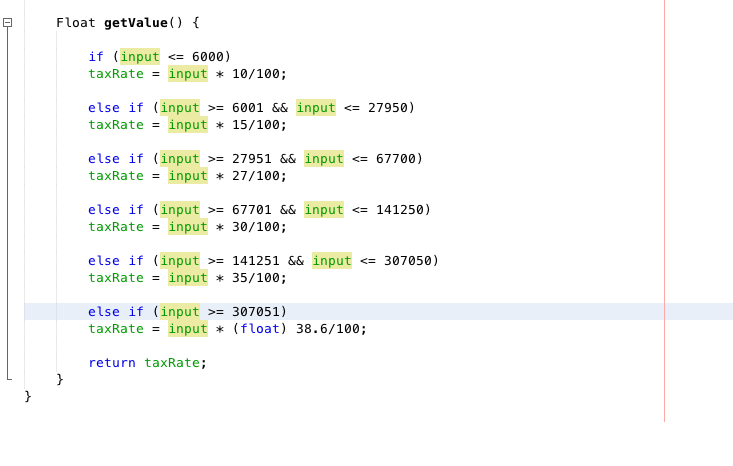 Float getValue() {
if (input <= 6000)
taxRate = input * 10/100;
else if (input >= 6001 && input <= 27950)
taxRate = input * 15/100;
else if (input >= 27951 && input <= 67700)
taxRate = input * 27/100;
else if (input >= 67701 && input <= 141250)
taxRate = input * 30/100;
else if (input >= 141251 && input <= 307050)
taxRate = input * 35/100;
else if (input >= 307051)
taxRate = input * (float) 38.6/100;
return taxRate;
}
}